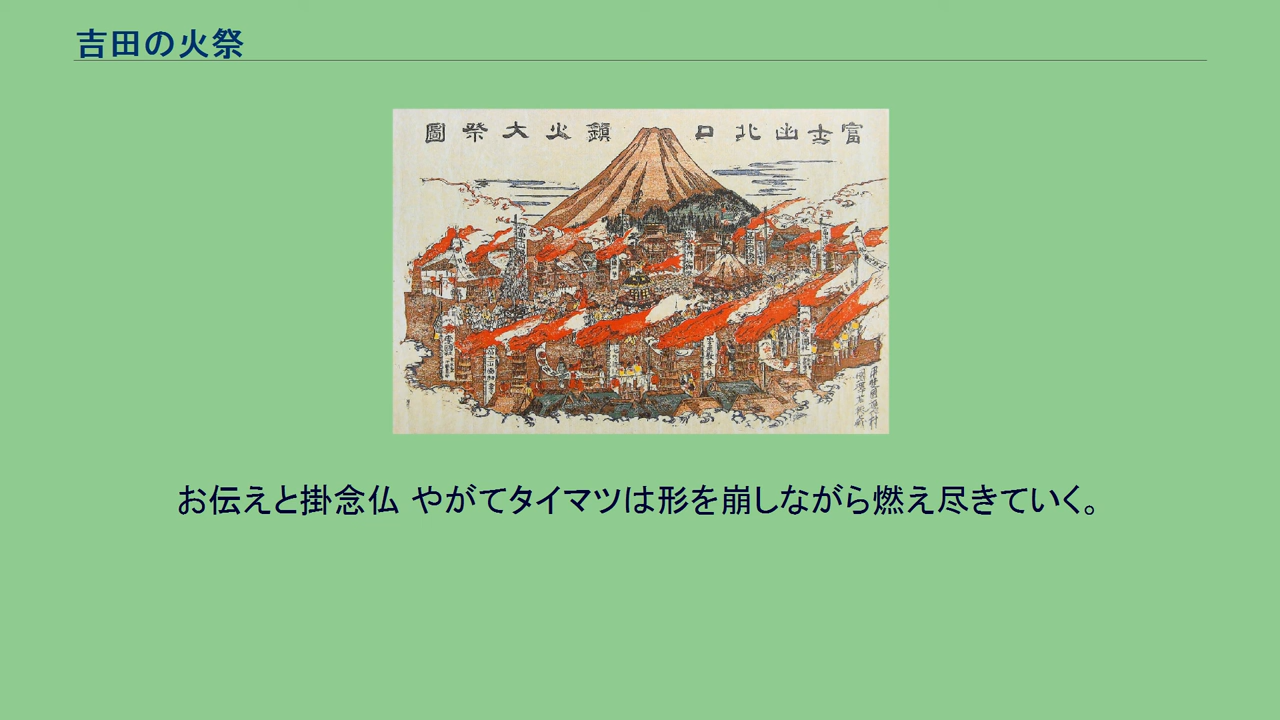 吉田の火祭
富士山北口 鎮火大祭圖
お伝えと掛念仏 やがてタイマツは形を崩しながら燃え尽きていく。